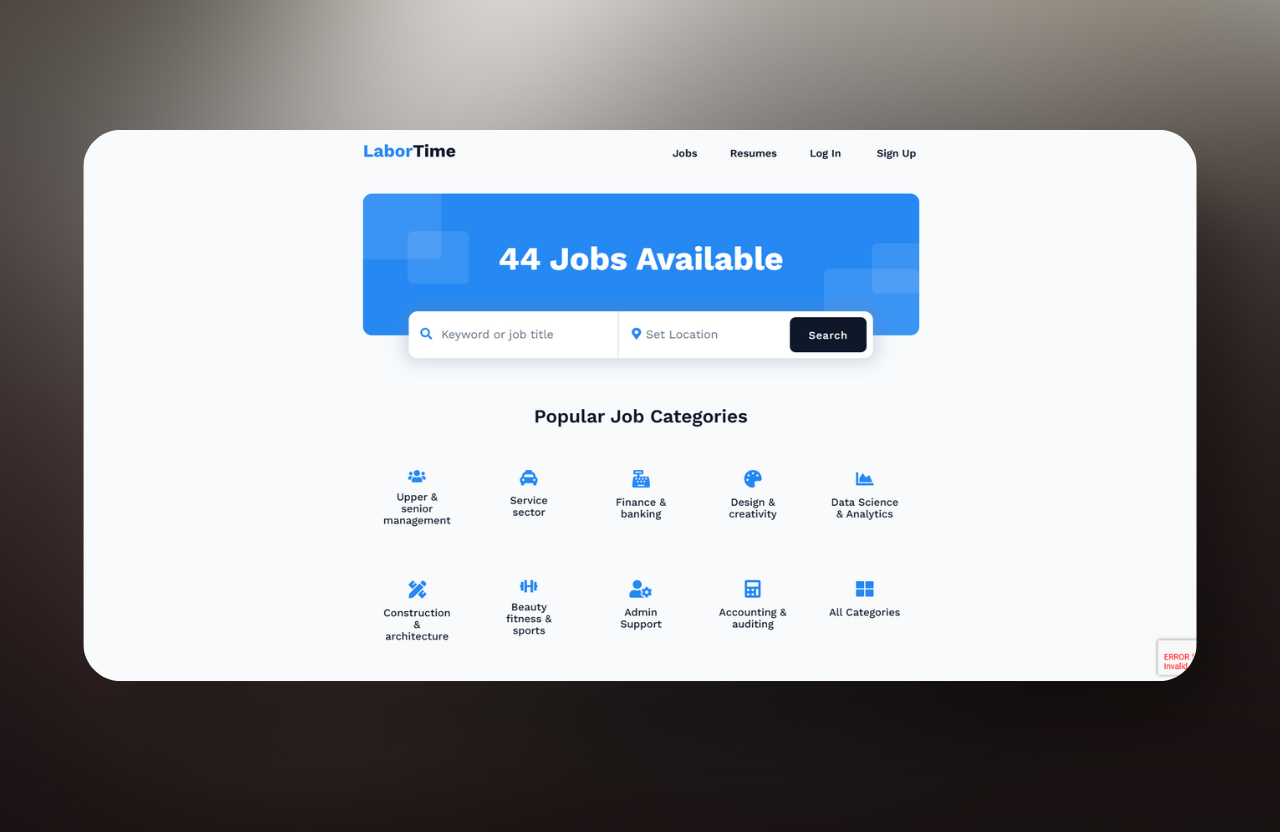 LaborTime
Jobs Resumes Log In Sign Up
44 Jobs Available
Keyword or job title Set Location Search
Popular Job Categories
Upper &
senior
management
Service
sector
Finance &
banking
Design &
creativity
Data Science
& Analytics
Construction
&
architecture
Beauty
fitness &
sports
Admin
Support
Accounting &
auditing
All Categories
ERROR
Invalid